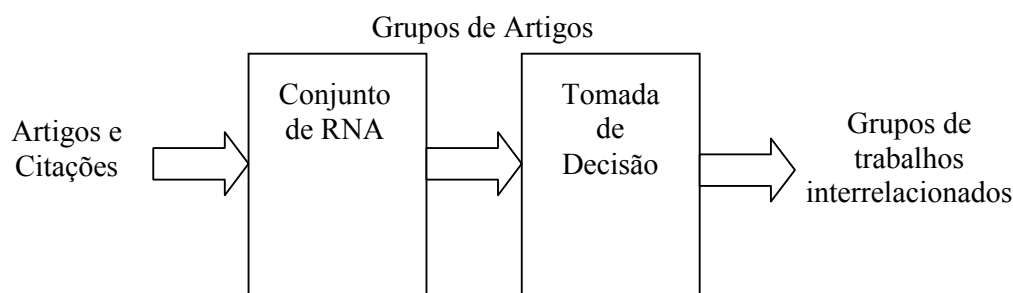 Grupos de Artigos
Artigos e
Citações
Conjunto
de RNA
Tomada
de
Decisão
Grupos de
trabalhos
interrelacionados